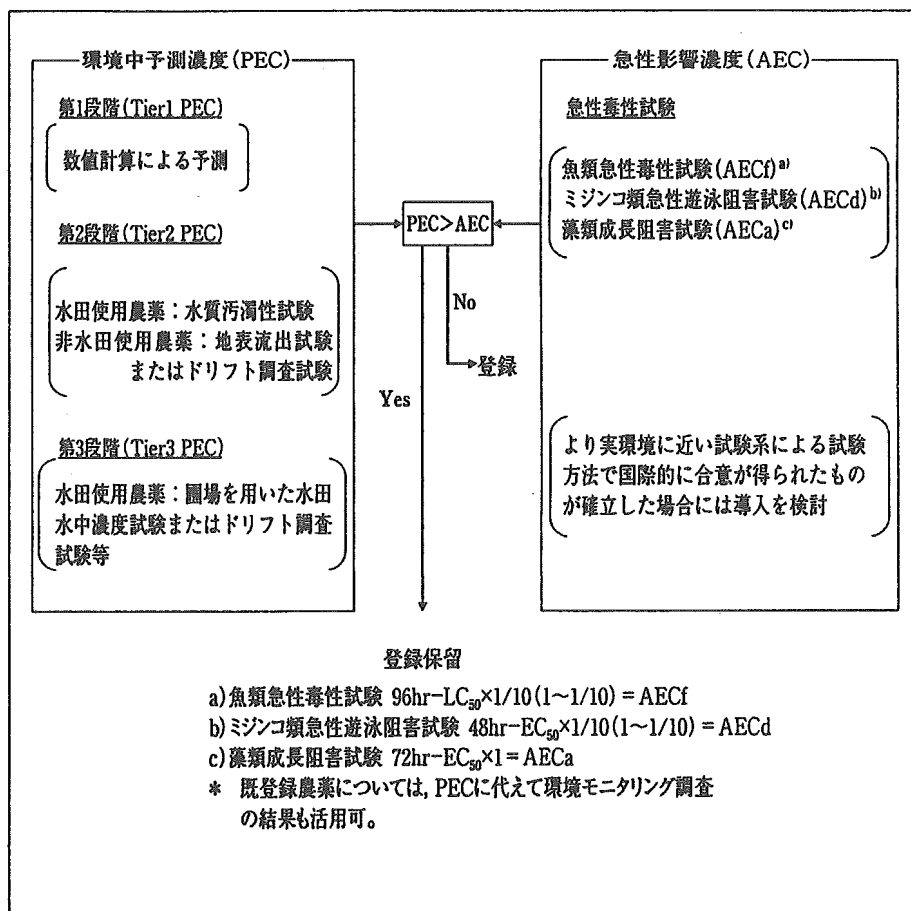 環境中予測濃度(PEC)
第1段階(Tier1 PEC)
数値計算による予測
第2段階(Tier2 PEC)
水田使用農薬:水質汚濁性試験
非水田使用農薬:地表流出試験
またはドリフト調査試験
第3段階(Tier3 PEC)
水田使用農薬:圃場を用いた水田
水中濃度試験またはドリフト調査
試験等
PEC>AEC
No
登録
Yes
急性影響濃度(AEC)
急性毒性試験
魚類急性毒性試験(AECf)a)
ミジンコ類急性遊泳阻害試験(AECd)b)
藻類成長阻害試験(AECa)c)
より実環境に近い試験系による試験
方法で国際的に合意が得られたもの
が確立した場合には導入を検討
登録保留
a)魚類急性毒性試験 96hr-LC50×1/10(1~1/10)=AECf
b)ミジンコ類急性遊泳阻害試験 48hr-EC50×1/10(1~1/10)=AECd
c)藻類成長阻害試験 72hr-EC50×1=AECa
* 既登録農薬については,PECに代えて環境モニタリング調査
の結果も活用可。